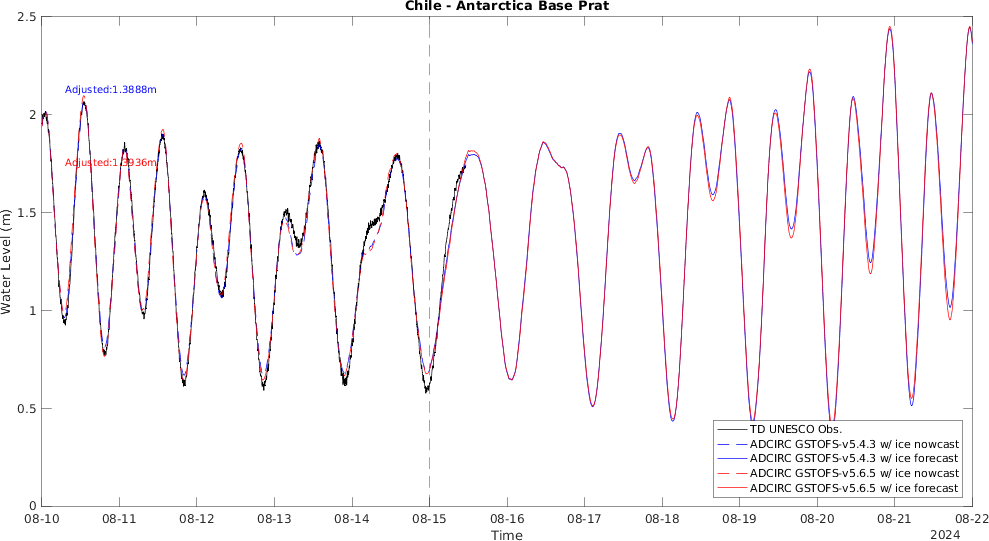 Chile - Antarctica Base Prat
2.5
2
1.5
1
0.5
0
Water Level (m)
Adjusted:1.3888m
Adjusted:1.3936m
TD UNESCO Obs.
ADCIRC GSTOFS-v5.4.3 w/ ice nowcast
ADCIRC GSTOFS-v5.4.3 w/ ice forecast
ADCIRC GSTOFS-v5.6.5 w/ ice nowcast
ADCIRC GSTOFS-v5.6.5 w/ ice forecast
08-10 08-11 08-12 08-13 08-14 08-15 08-16 08-17 08-18 08-19 08-20 08-21 08-22
Time
2024